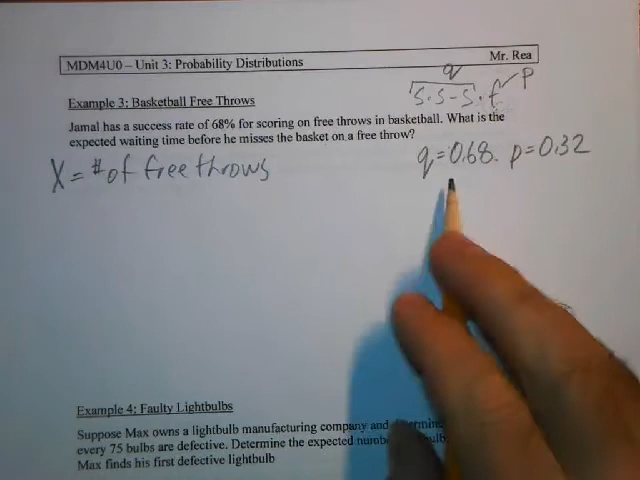 MDM4U0 – Unit 3: Probability Distributions Mr. Rea
q
p
s.s-s.f
Example 3: Basketball Free Throws
Jamal has a success rate of 68% for scoring on free throws in basketball. What is the
expected waiting time before he misses the basket on a free throw?
X = # of free throws
q=0.68. p=0.32
Example 4: Faulty Lightbulbs
Suppose Max owns a lightbulb manufacturing company and
every 75 bulbs are defective. Determine the expected
Max finds his first defective lightbulb